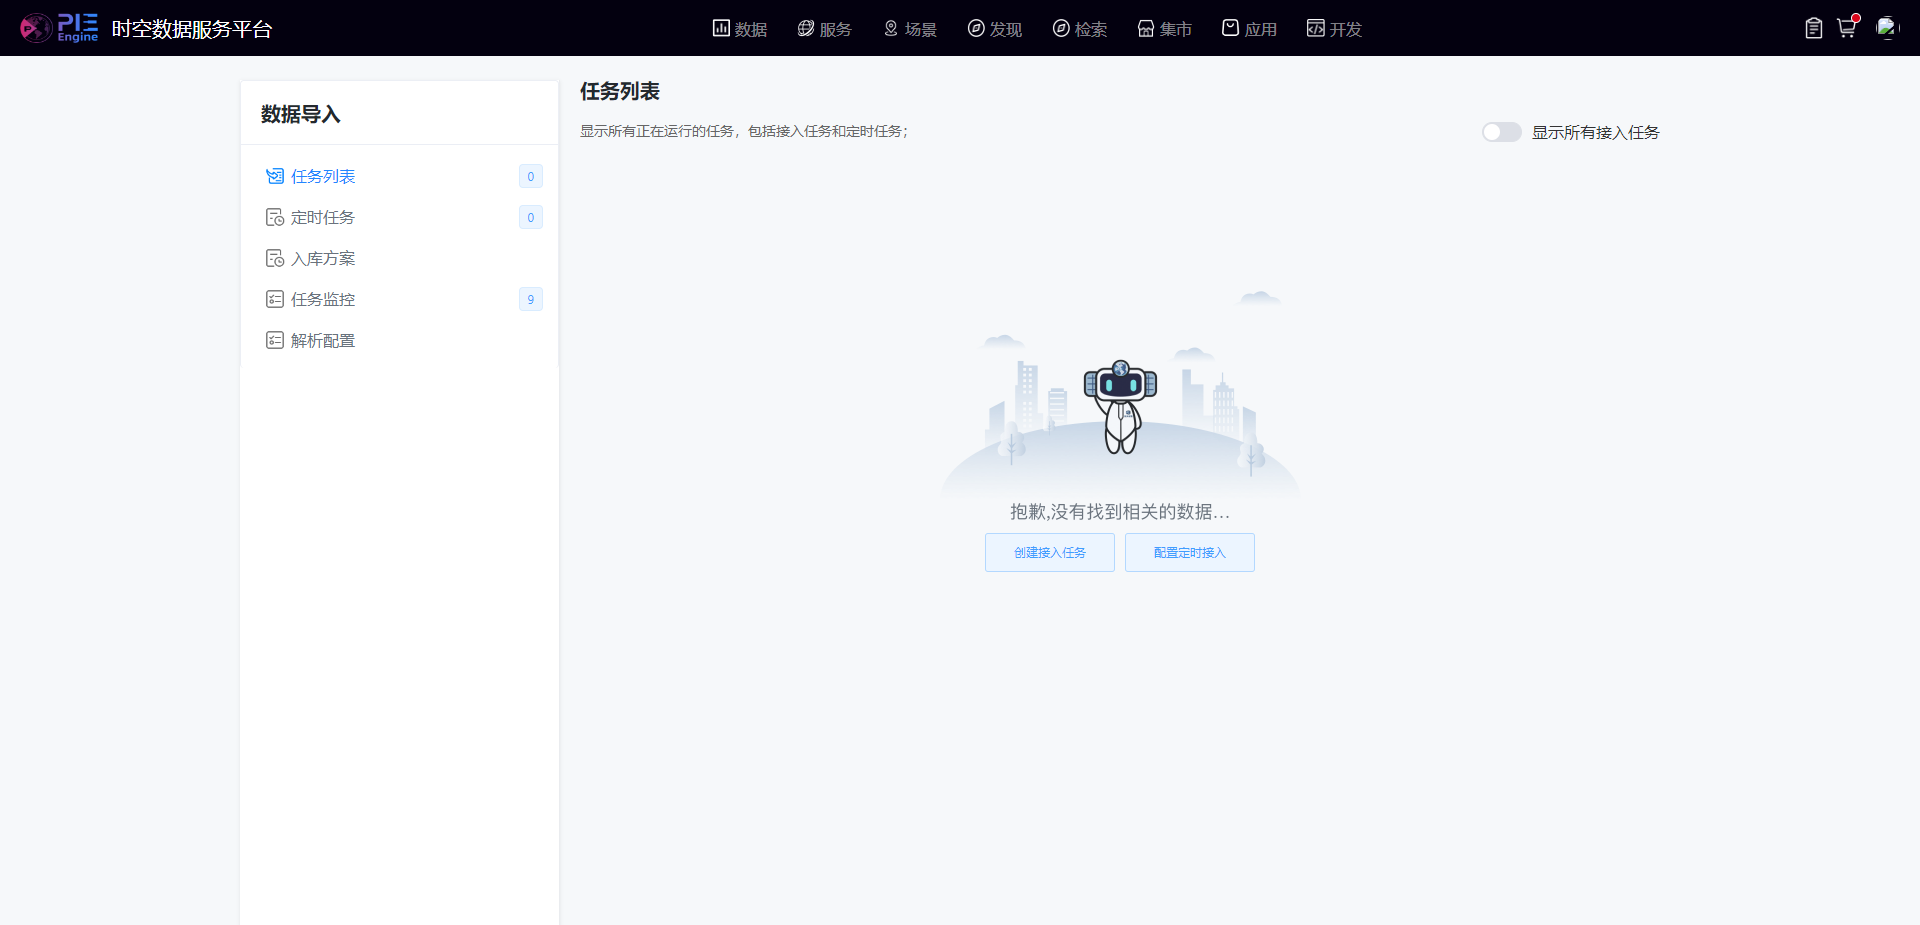 PIE Engine 时空数据服务平台 数据 服务 场景 发现 检索 集市 应用 开发
数据导入
任务列表 0
定时任务 0
入库方案
任务监控 9
解析配置
任务列表
显示所有正在运行的任务，包括接入任务和定时任务；
显示所有接入任务
抱歉,没有找到相关的数据...
创建接入任务 配置定时接入